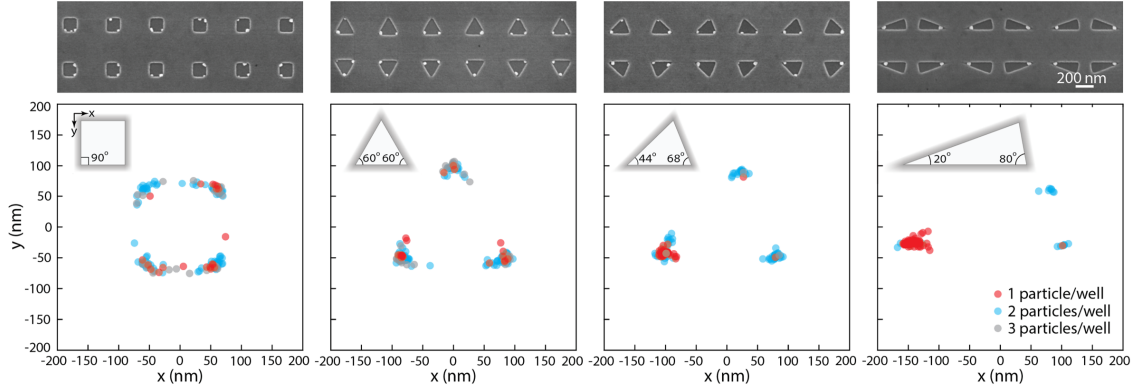 200 nm
200
150
100
50
0
-50
-100
-150
-200
y (nm)
x
y
90°
60° 60°
44° 68°
20° 80°
1 particle/well
2 particles/well
3 particles/well
-200 -150 -100 -50 0 50 100 150 200
-200 -150 -100 -50 0 50 100 150 200
-200 -150 -100 -50 0 50 100 150 200
-200 -150 -100 -50 0 50 100 150 200
x (nm)
x (nm)
x (nm)
x (nm)